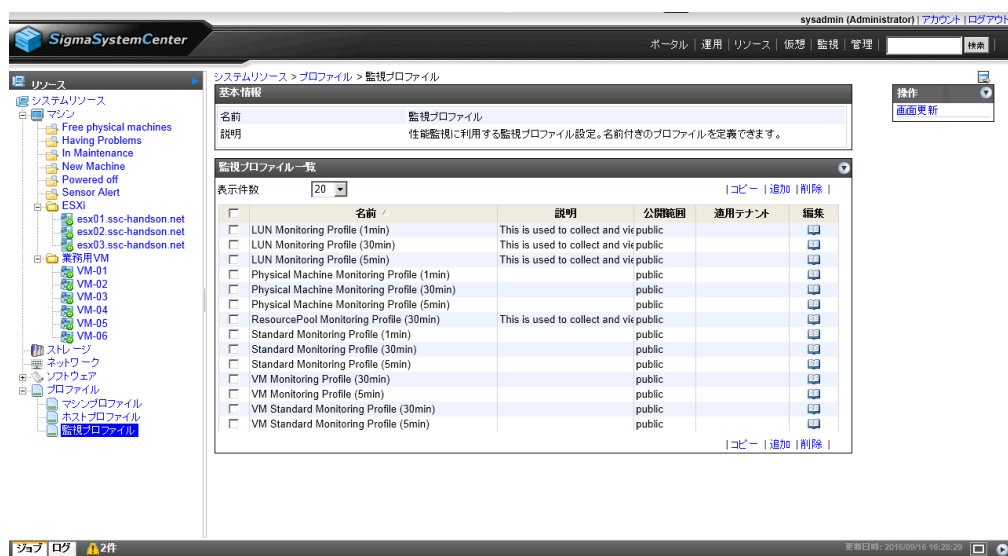 sysadmin (Administrator) | アカウント | ログアウト
SigmaSystemCenter
ポータル | 運用 | リソース | 仮想 | 監視 | 管理 | 検索 |
リソース
システムリソース
マシン
Free physical machines
Having Problems
In Maintenance
New Machine
Powered off
Sensor Alert
ESXi
esx01.ssc-handson.net
esx02.ssc-handson.net
esx03.ssc-handson.net
業務用VM
VM-01
VM-02
VM-03
VM-04
VM-05
VM-06
ストレージ
ネットワーク
ソフトウェア
プロファイル
マシンプロファイル
ホストプロファイル
監視プロファイル
システムリソース > プロファイル > 監視プロファイル
基本情報
名前 監視プロファイル
説明 性能監視に利用する監視プロファイル設定。名前付きのプロファイルを定義できます。
監視プロファイル一覧
表示件数 20 | コピー | 追加 | 削除 |
名前 説明 公開範囲 適用テナント 編集
LUN Monitoring Profile (1min) This is used to collect and vie public
LUN Monitoring Profile (30min) This is used to collect and vie public
LUN Monitoring Profile (5min) This is used to collect and vie public
Physical Machine Monitoring Profile (1min) public
Physical Machine Monitoring Profile (30min) public
Physical Machine Monitoring Profile (5min) public
ResourcePool Monitoring Profile (30min) This is used to collect and vie public
Standard Monitoring Profile (1min) public
Standard Monitoring Profile (30min) public
Standard Monitoring Profile (5min) public
VM Monitoring Profile (30min) public
VM Monitoring Profile (5min) public
VM Standard Monitoring Profile (30min) public
VM Standard Monitoring Profile (5min) public
| コピー | 追加 | 削除 |
操作
画面更新
ジョブ ログ 2件
更新日時: 2016/09/16 16:28:29